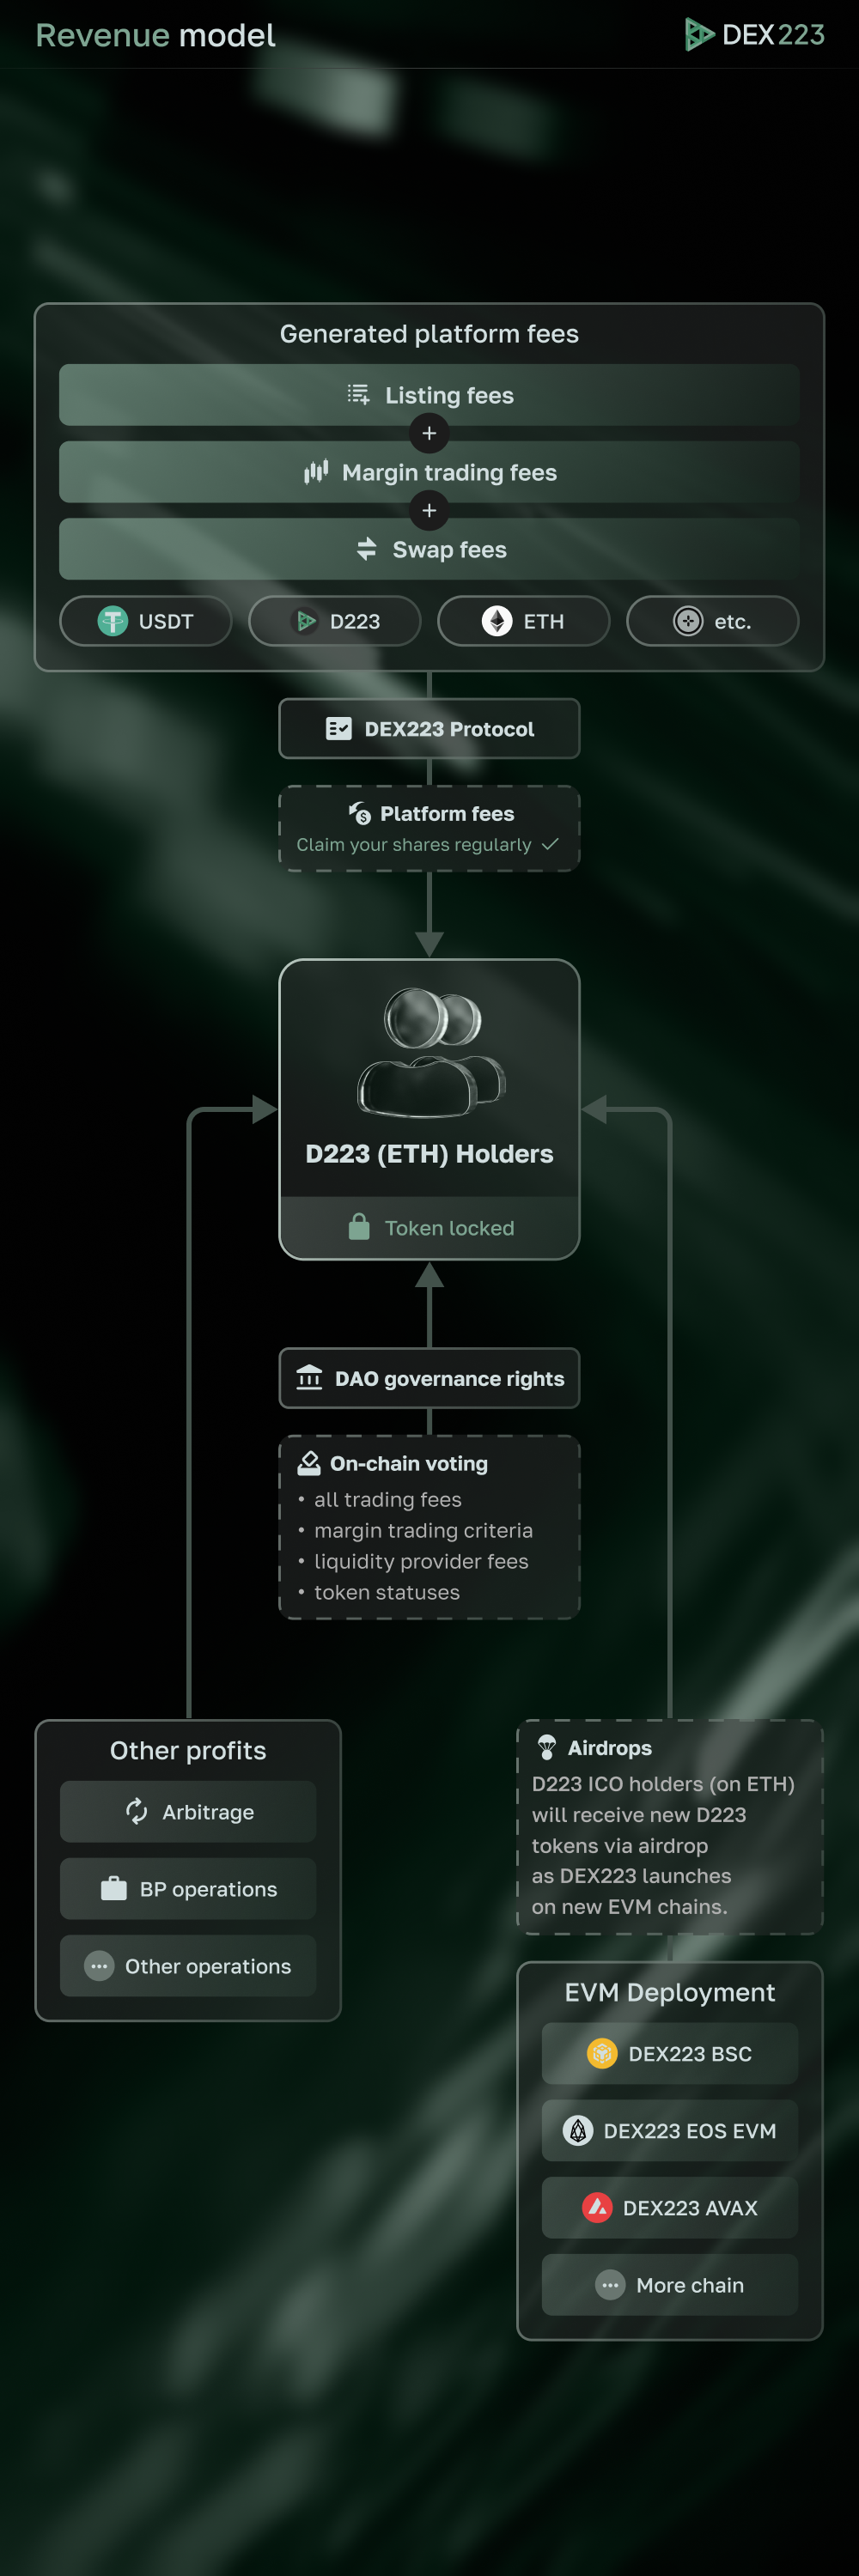 Revenue model
DEX223
Generated platform fees
Listing fees
+
Margin trading fees
+
Swap fees
USDT
D223
ETH
etc.
DEX223 Protocol
Platform fees
Claim your shares regularly
D223 (ETH) Holders
Token locked
DAO governance rights
On-chain voting
• all trading fees
• margin trading criteria
• liquidity provider fees
• token statuses
Other profits
Arbitrage
BP operations
Other operations
Airdrops
D223 ICO holders (on ETH)
will receive new D223
tokens via airdrop
as DEX223 launches
on new EVM chains.
EVM Deployment
DEX223 BSC
DEX223 EOS EVM
DEX223 AVAX
More chain